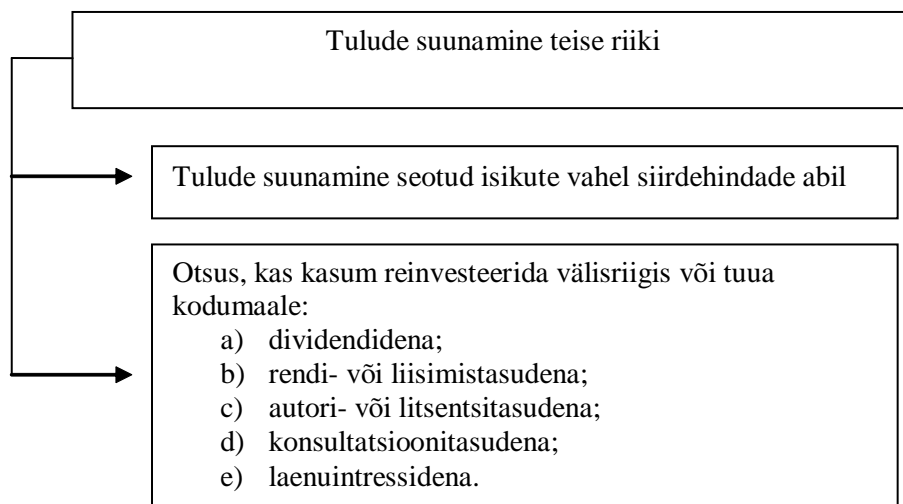 Tulude suunamine teise riiki
Tulude suunamine seotud isikute vahel siirdehindade abil
Otsus, kas kasum reinvesteerida välisriigis või tuua
kodumaale:
a) dividendidena;
b) rendi- või liisimistasudena;
c) autori- või litsentsitasudena;
d) konsultatsioonitasudena;
e) laenuintressidena.